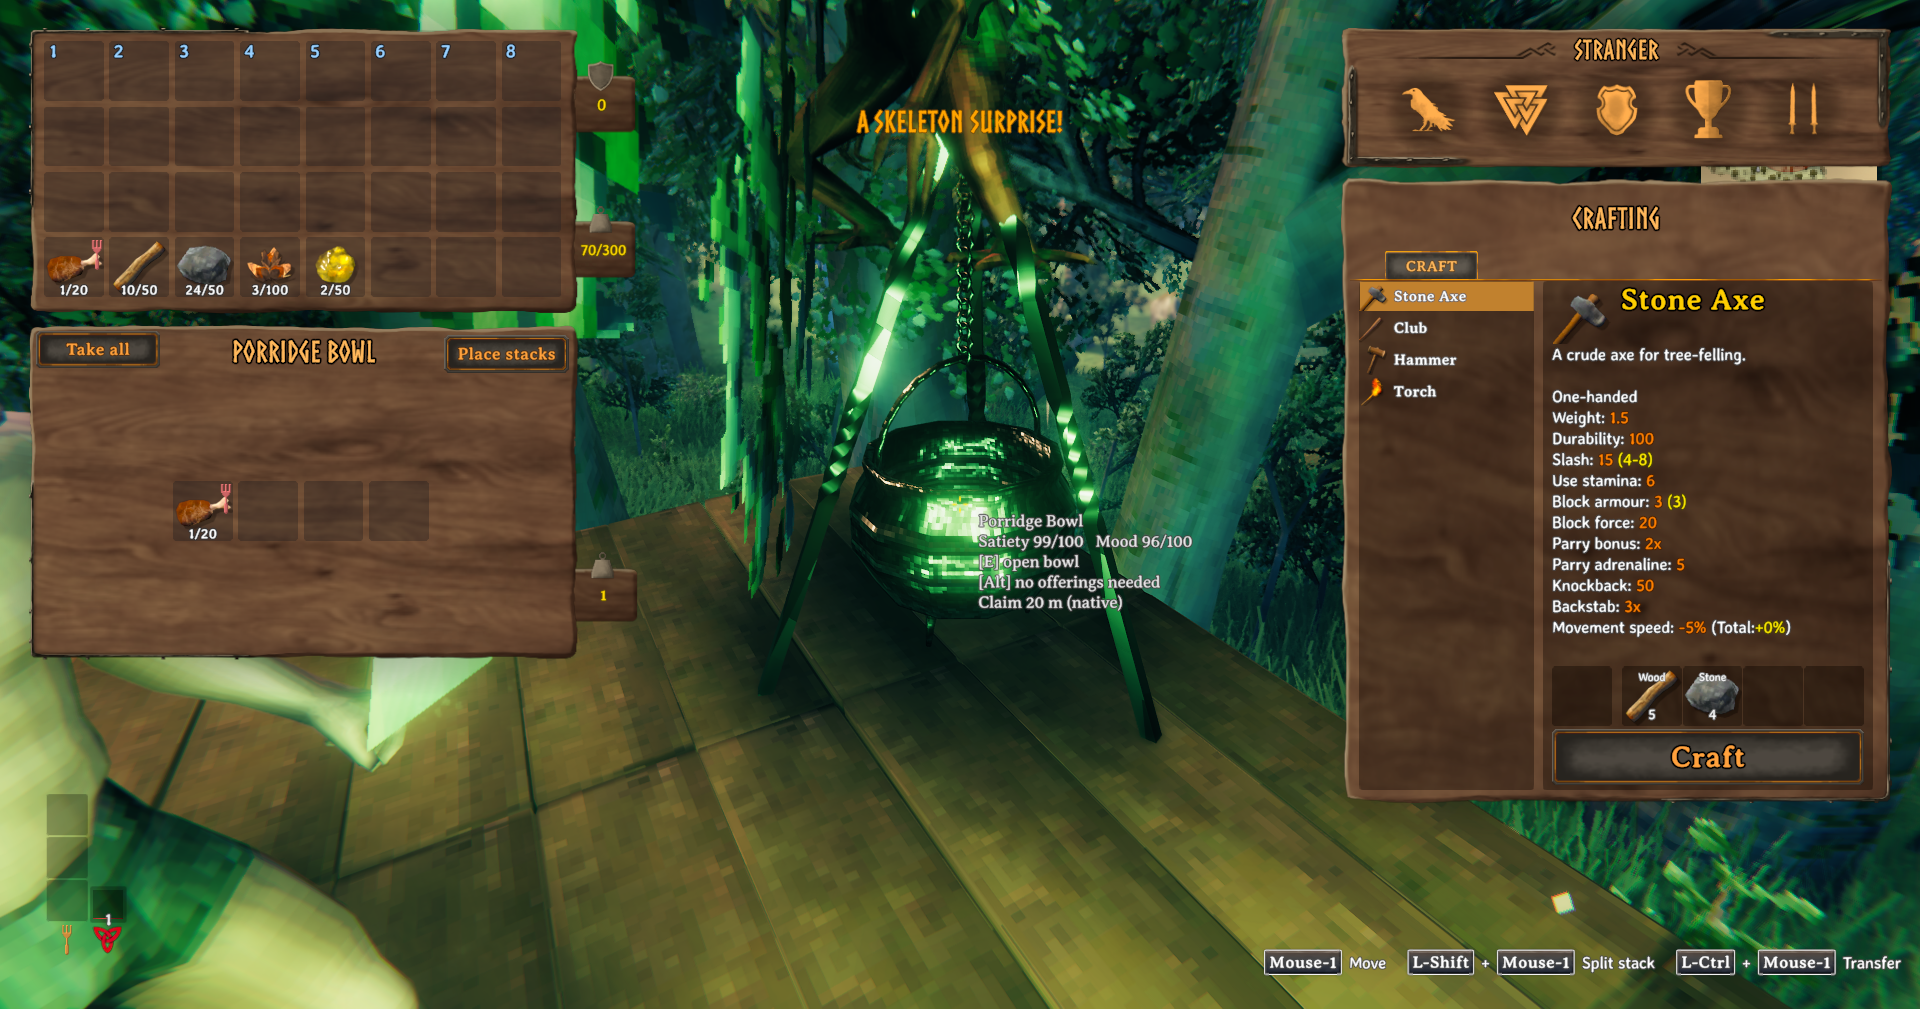 1 2 3 4 5 6 7 8
0
1/20 10/50 24/50 3/100 2/50
70/300
Take all
PORRIDGE BOWL
Place stacks
1/20
1
A SKELETON SURPRISE!
Porridge Bowl
Satiety 99/100 Mood 96/100
[E] open bowl
[Alt] no offerings needed
Claim 20 m (native)
STRANGER
CRAFTING
CRAFT
Stone Axe
Club
Hammer
Torch
Stone Axe
A crude axe for tree-felling.
One-handed
Weight: 1.5
Durability: 100
Slash: 15 (4-8)
Use stamina: 6
Block armour: 3 (3)
Block force: 20
Parry bonus: 2x
Parry adrenaline: 5
Knockback: 50
Backstab: 3x
Movement speed: -5% (Total:+0%)
Wood Stone
5 4
Craft
1
Mouse-1 Move L-Shift + Mouse-1 Split stack L-Ctrl + Mouse-1 Transfer